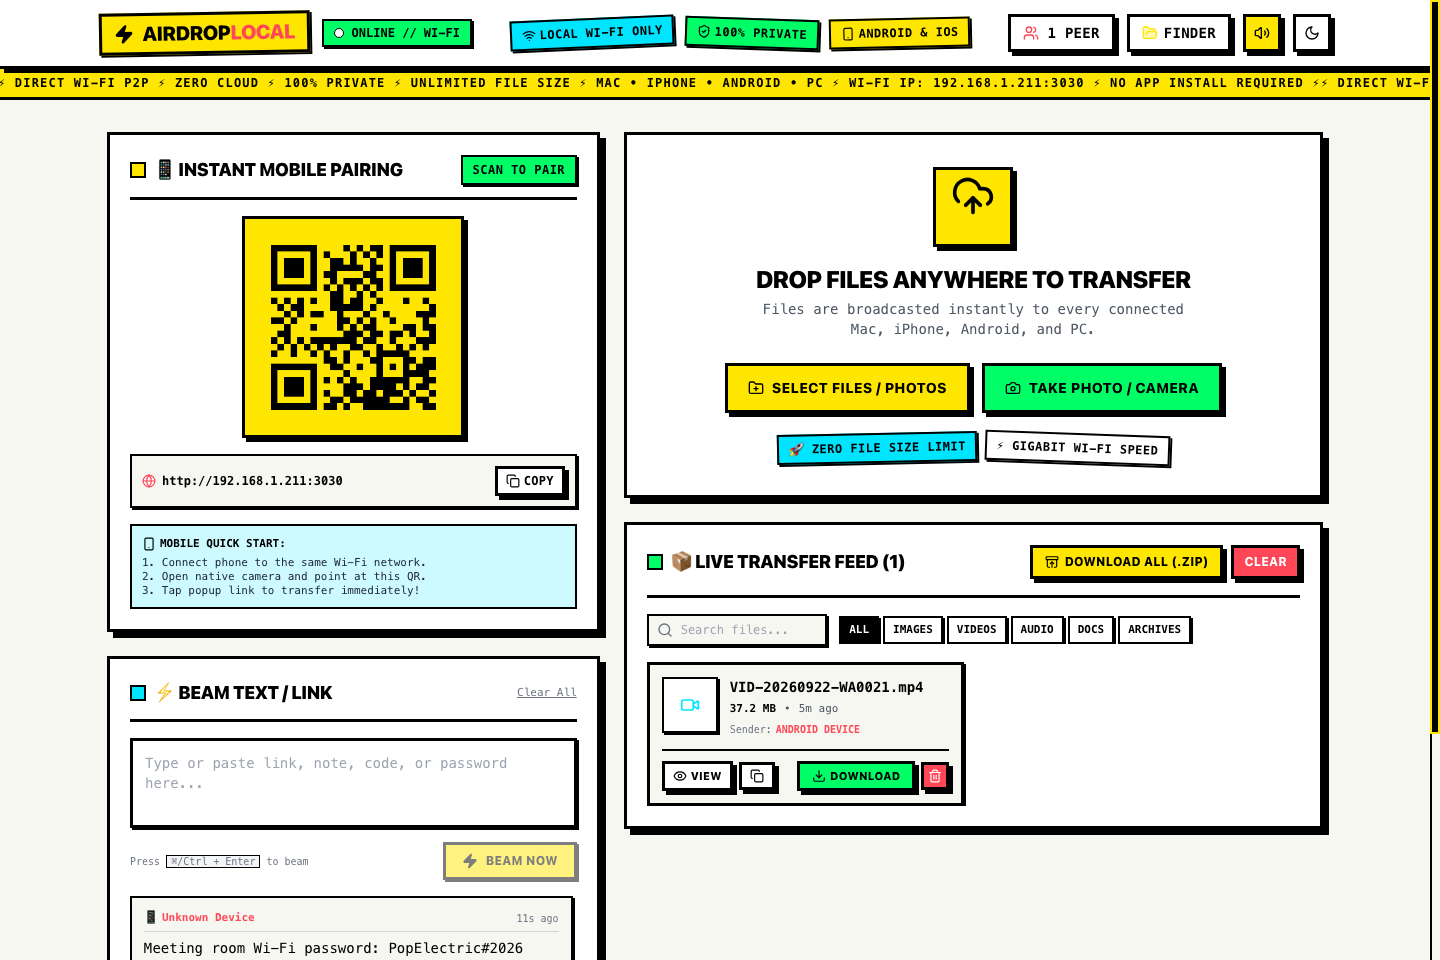 AIRDROPLOCAL
ONLINE // WI-FI
LOCAL WI-FI ONLY
100% PRIVATE
ANDROID & IOS
1 PEER
FINDER
⚡ DIRECT WI-FI P2P ⚡ ZERO CLOUD ⚡ 100% PRIVATE ⚡ UNLIMITED FILE SIZE ⚡ MAC • IPHONE • ANDROID • PC ⚡ WI-FI IP: 192.168.1.211:3030 ⚡ NO APP INSTALL REQUIRED ⚡⚡ DIRECT WI-F
📱 INSTANT MOBILE PAIRING
SCAN TO PAIR
http://192.168.1.211:3030
COPY
MOBILE QUICK START:
1. Connect phone to the same Wi-Fi network.
2. Open native camera and point at this QR.
3. Tap popup link to transfer immediately!
⚡ BEAM TEXT / LINK
Clear All
Type or paste link, note, code, or password
here...
Press ⌘/Ctrl + Enter to beam
BEAM NOW
📱 Unknown Device
11s ago
Meeting room Wi-Fi password: PopElectric#2026
DROP FILES ANYWHERE TO TRANSFER
Files are broadcasted instantly to every connected
Mac, iPhone, Android, and PC.
SELECT FILES / PHOTOS
TAKE PHOTO / CAMERA
🚀 ZERO FILE SIZE LIMIT
⚡ GIGABIT WI-FI SPEED
📦 LIVE TRANSFER FEED (1)
DOWNLOAD ALL (.ZIP)
CLEAR
Search files...
ALL
IMAGES
VIDEOS
AUDIO
DOCS
ARCHIVES
VID-20260922-WA0021.mp4
37.2 MB • 5m ago
Sender: ANDROID DEVICE
VIEW
DOWNLOAD